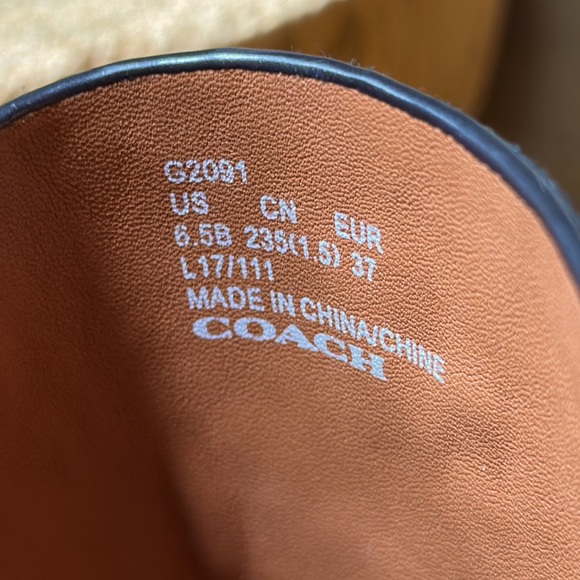 G2091
US CN EUR
6.5B 235(1.5) 37
L17/111
MADE IN CHINA/CHINE
COACH